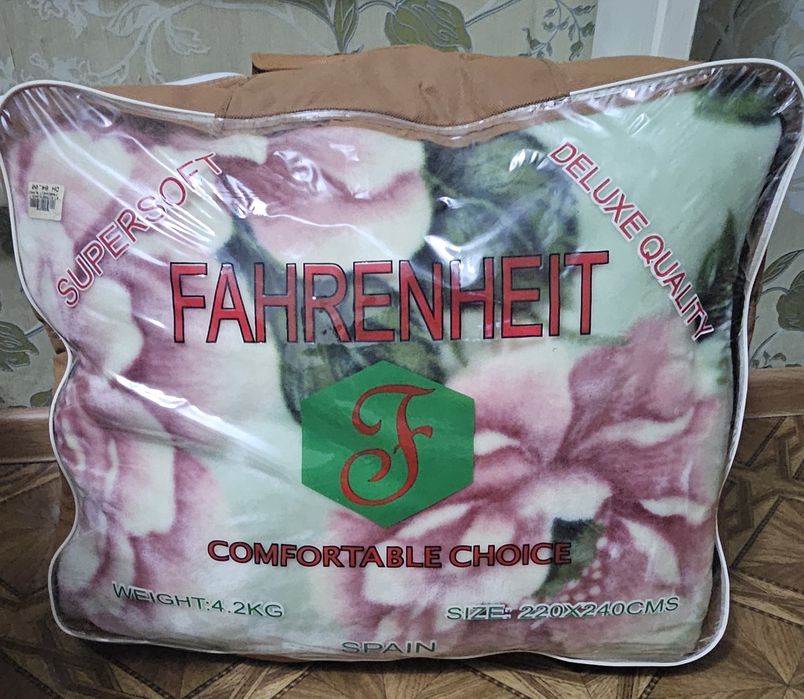 SUPERSOFT
DELUXE QUALITY
FAHRENHEIT
F
COMFORTABLE CHOICE
WEIGHT:4.2KG
SIZE: 220X240CMS
SPAIN